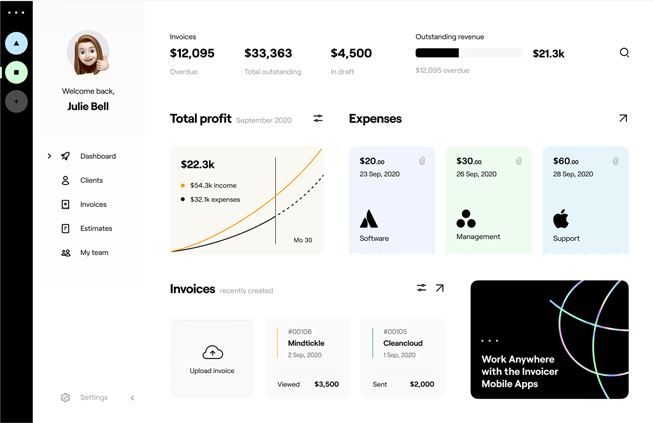 Welcome back,
Julie Bell
Dashboard
Clients
Invoices
Estimates
My team
Settings
Invoices
$12,095
Overdue
$33,363
Total outstanding
$4,500
In draft
Outstanding revenue
$21.3k
$12,095 overdue
Total profit September 2020
$22.3k
$54.3k income
$32.1k expenses
Mo 30
Expenses
$20.00
23 Sep, 2020
Software
$30.00
26 Sep, 2020
Management
$60.00
28 Sep, 2020
Support
Invoices recently created
Upload invoice
#00106
Mindtickle
2 Sep, 2020
Viewed $3,500
#00105
Cleancloud
1 Sep, 2020
Sent $2,000
Work Anywhere
with the Invoicer
Mobile Apps